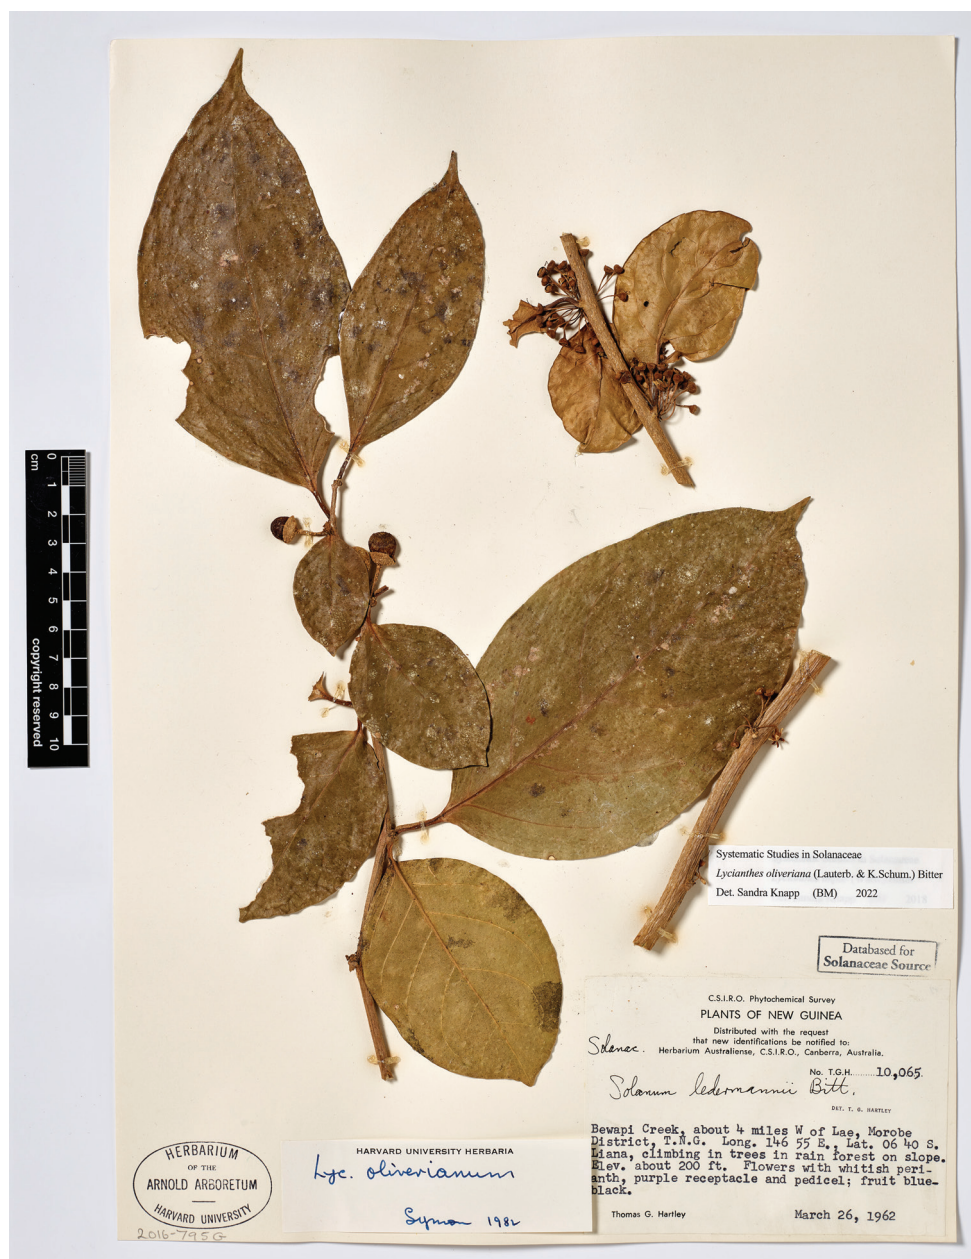 0
cm
1
2
3
4
5
6
7
8
9
10
copyright reserved
Systematic Studies in Solanaceae
Lycianthes oliveriana (Lauterb. & K.Schum.) Bitter
Det. Sandra Knapp (BM) 2022
Databased for
Solanaceae Source
C.S.I.R.O. Phytochemical Survey
PLANTS OF NEW GUINEA
Distributed with the request
that new identifications be notified to:
Herbarium Australiense, C.S.I.R.O., Canberra, Australia.
Solanac.
No. T.G.H. 10,065.
Solanum ledermannii Bitt.
DET. T. G. HARTLEY
Bewapi Creek, about 4 miles W of Lae, Morobe
District, T.N.G. Long. 146 55 E., Lat. 06 40 S.
Liana, climbing in trees in rain forest on slope.
Elev. about 200 ft. Flowers with whitish peri-
anth, purple receptacle and pedicel; fruit blue-
black.
Thomas G. Hartley March 26, 1962
HARVARD UNIVERSITY HERBARIA
Lyc. oliverianum
Symon 1982
HERBARIUM
OF THE
ARNOLD ARBORETUM
HARVARD UNIVERSITY
2016-795G